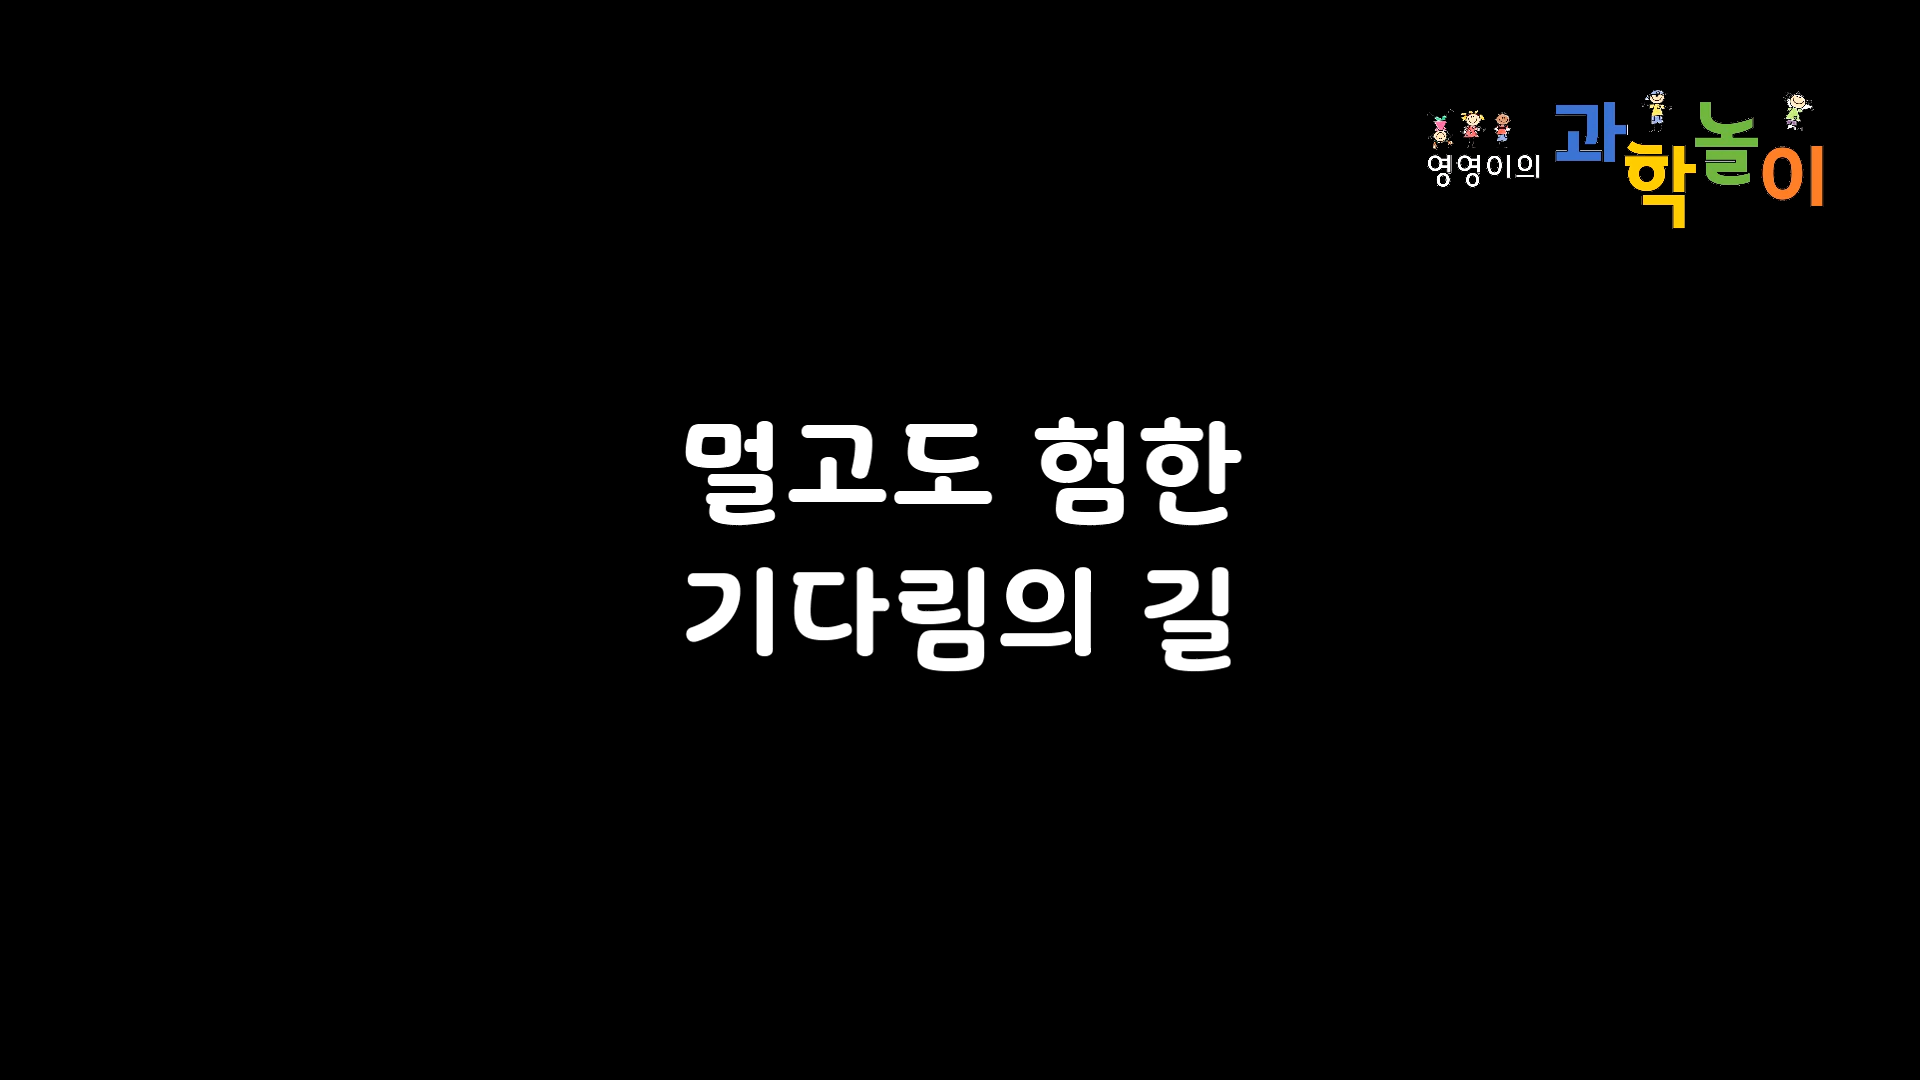 영영이의 과학놀이
멀고도 험한
기다림의 길